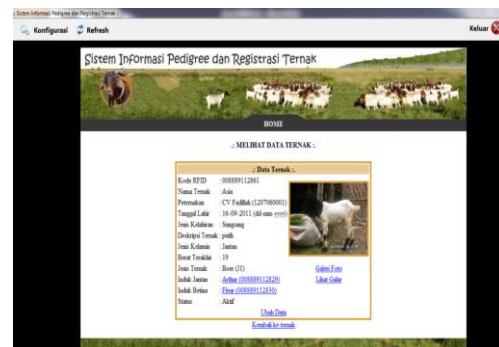 .: Sistem Informasi Pedigree dan Registrasi Ternak :.
Konfigurasi Refresh Keluar
Sistem Informasi Pedigree dan Registrasi Ternak
HOME
.: MELIHAT DATA TERNAK :.
.: Data Ternak :.
Kode RFID : 008889112861
Nama Ternak : Asia
Peternakan : CV Fadillah (1207060001)
Tanggal Lahir : 16-09-2011 (dd-mm-yyyy)
Jenis Kelahiran : Sungsang
Deskripsi Ternak : putih
Jenis Kelamin : Jantan
Berat Terakhir : 19
Jenis Ternak : Boer (J1) Galeri Foto
Induk Jantan : Arthur (008889112829) Lihat Galur
Induk Betina : Fleur (008889112830)
Status : Aktif
Ubah Data
Kembali ke ternak